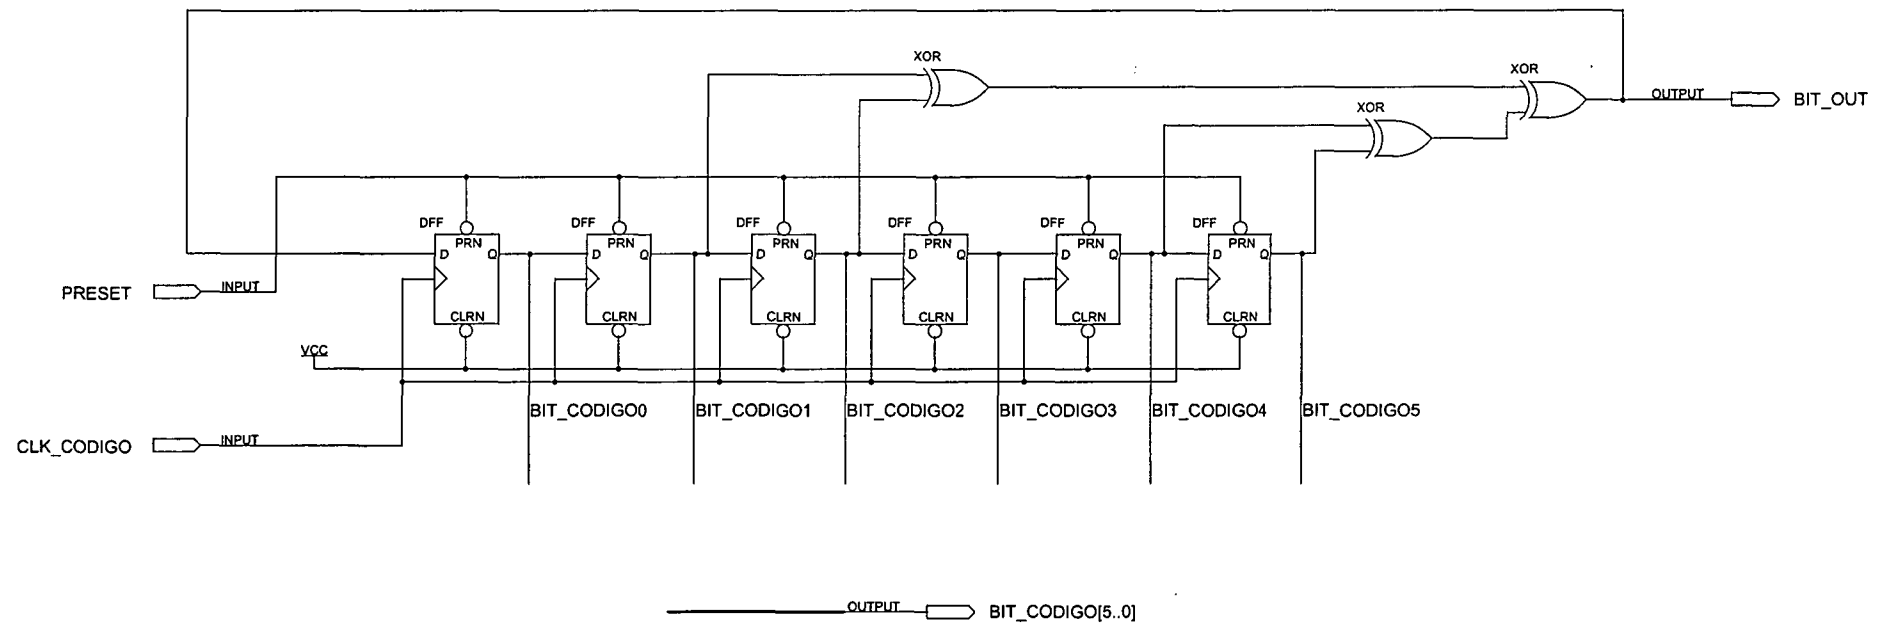 XOR
XOR
XOR
OUTPUT
BIT_OUT
DFF
DFF
DFF
DFF
DFF
DFF
PRN
PRN
PRN
PRN
PRN
PRN
D Q
D Q
D Q
D Q
D Q
D Q
PRESET
INPUT
CLRN
CLRN
CLRN
CLRN
CLRN
CLRN
VCC
BIT_CODIGO0
BIT_CODIGO1
BIT_CODIGO2
BIT_CODIGO3
BIT_CODIGO4
BIT_CODIGO5
CLK_CODIGO
INPUT
OUTPUT
BIT_CODIGO[5..0]